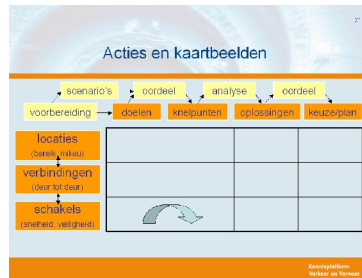 Acties en kaartbeelden
scenario's oordeel analyse oordeel
voorbereiding doelen knelpunten oplossingen keuze/plan
locaties
(bereik, milieu)
verbindingen
(deur tot deur)
schakels
(snelheid, veiligheid)
Kennisplatform
Verkeer en Vervoer